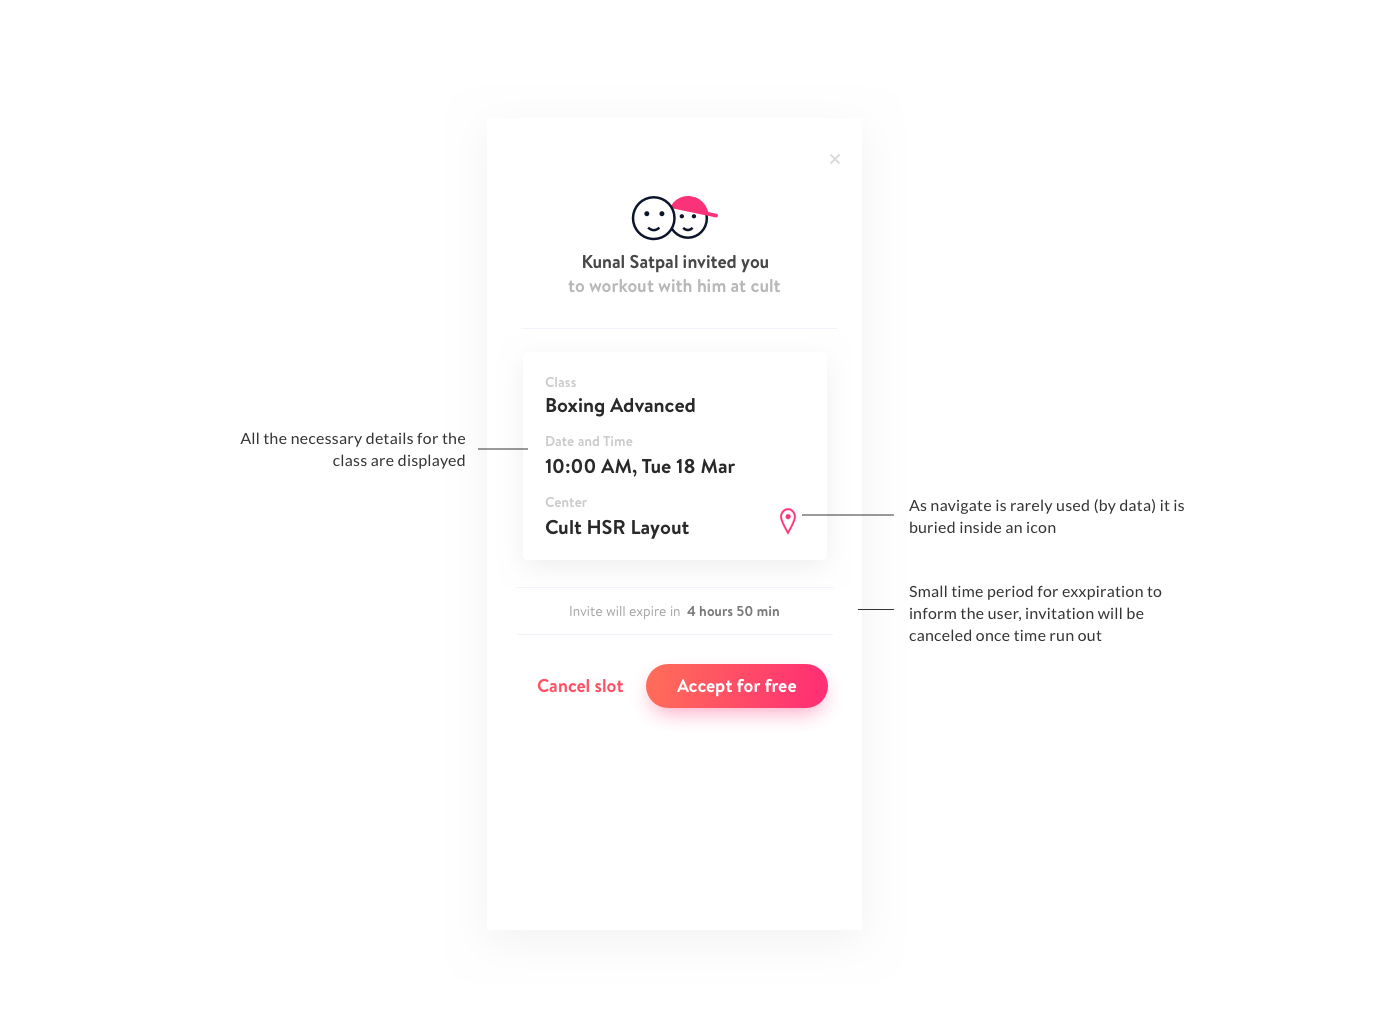 Kunal Satpal invited you
to workout with him at cult
Class
Boxing Advanced
Date and Time
10:00 AM, Tue 18 Mar
Center
Cult HSR Layout
Invite will expire in 4 hours 50 min
Cancel slot
Accept for free
All the necessary details for the
class are displayed
As navigate is rarely used (by data) it is
buried inside an icon
Small time period for exxpiration to
inform the user, invitation will be
canceled once time run out